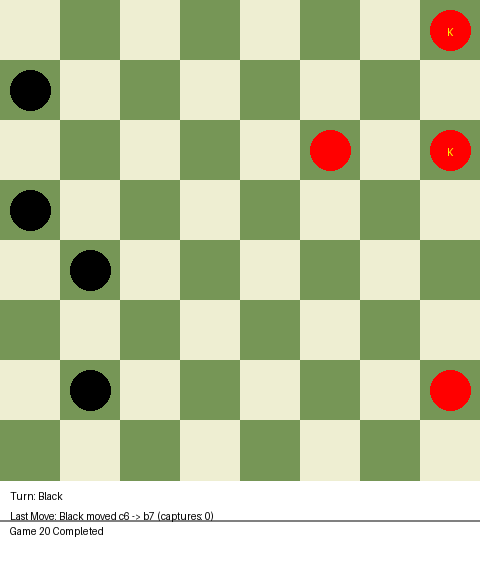 K
K
Turn: Black
Last Move: Black moved c6 -> b7 (captures: 0)
Game 20 Completed